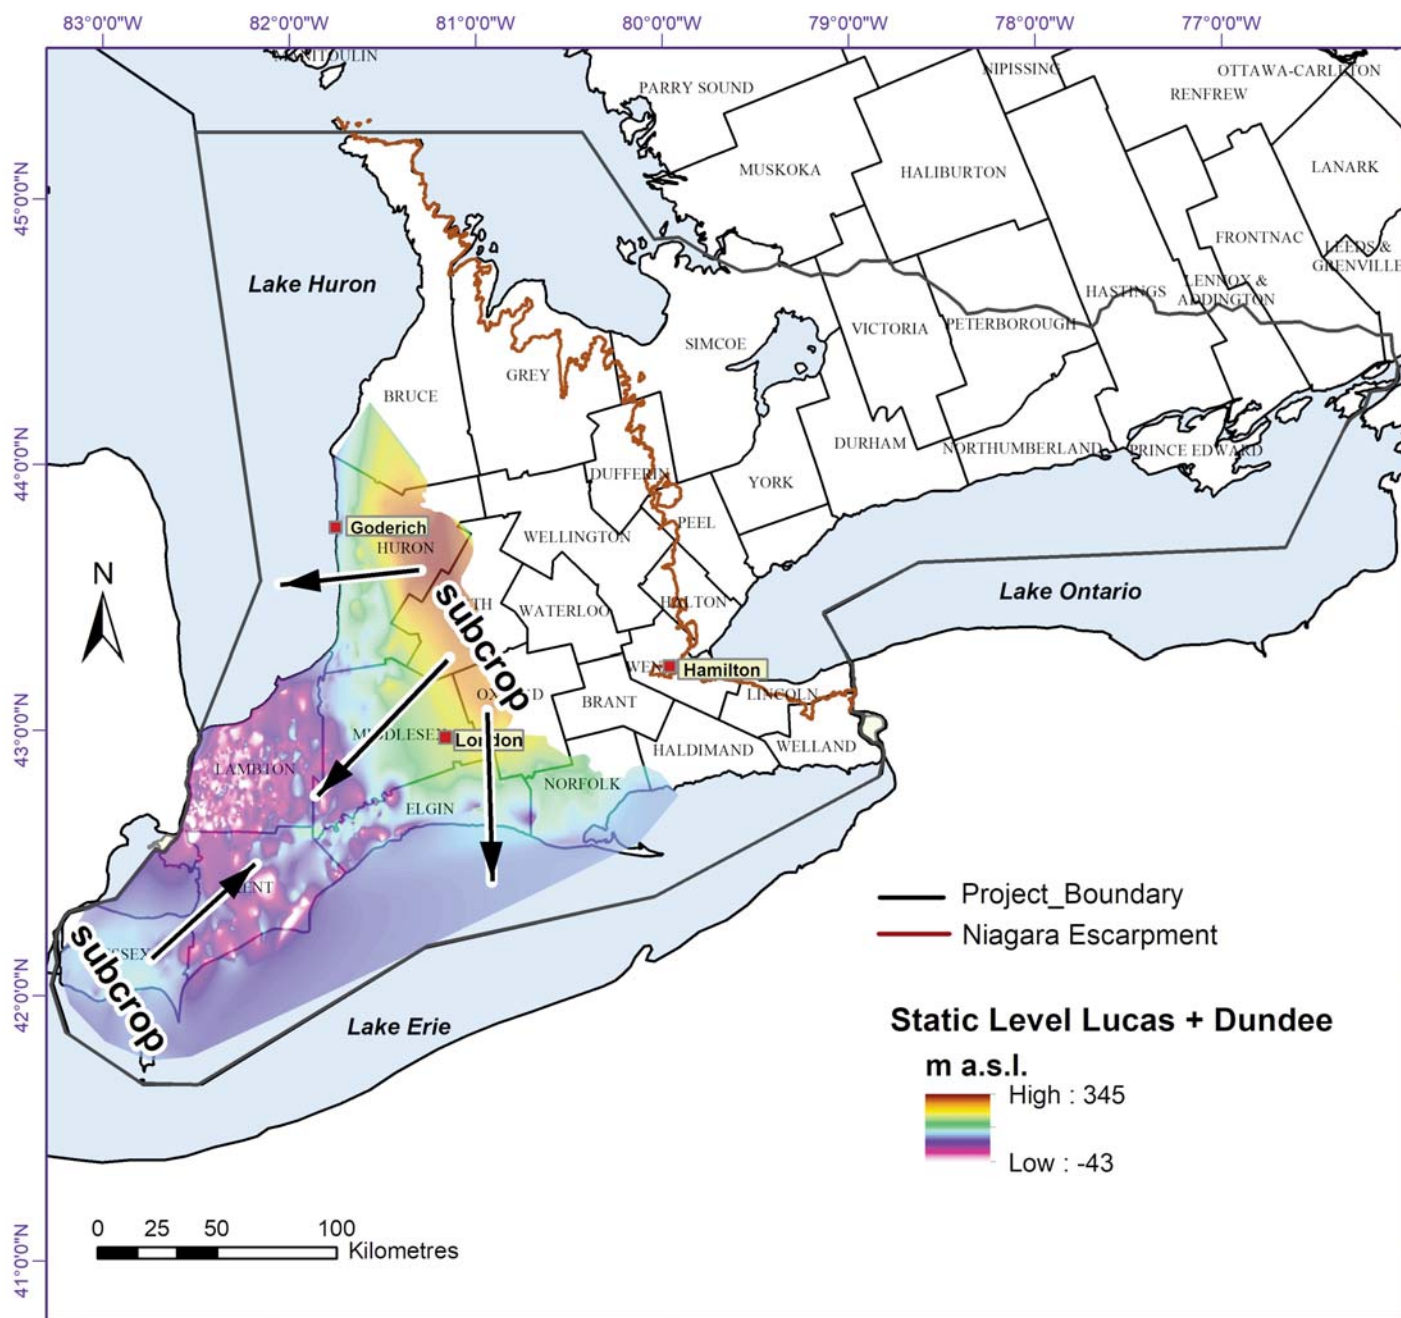 83°0'0"W 82°0'0"W 81°0'0"W 80°0'0"W 79°0'0"W 78°0'0"W 77°0'0"W
MANITOULIN
NIPISSING
OTTAWA-CARLETON
PARRY SOUND
RENFREW
MUSKOKA
HALIBURTON
LANARK
45°0'0"N
FRONTNAC
LEEDS &
GRENVILLE
Lake Huron
LENNOX &
ADDINGTON
HASTINGS
VICTORIA
PETERBOROUGH
SIMCOE
GREY
BRUCE
DURHAM
NORTHUMBERLAND
PRINCE EDWARD
44°0'0"N
DUFFERIN
YORK
Goderich
PEEL
WELLINGTON
HURON
N
Lake Ontario
HALTON
WATERLOO
TH
subcrop
WEN
Hamilton
OX
D
BRANT
LINCOLN
43°0'0"N
MIDDLESEX
London
HALDIMAND
WELLAND
LAMBTON
NORFOLK
ELGIN
KENT
Project_Boundary
Niagara Escarpment
subcrop
ESSEX
42°0'0"N
Lake Erie
Static Level Lucas + Dundee
m a.s.l.
High : 345
Low : -43
0 25 50 100
Kilometres
41°0'0"N